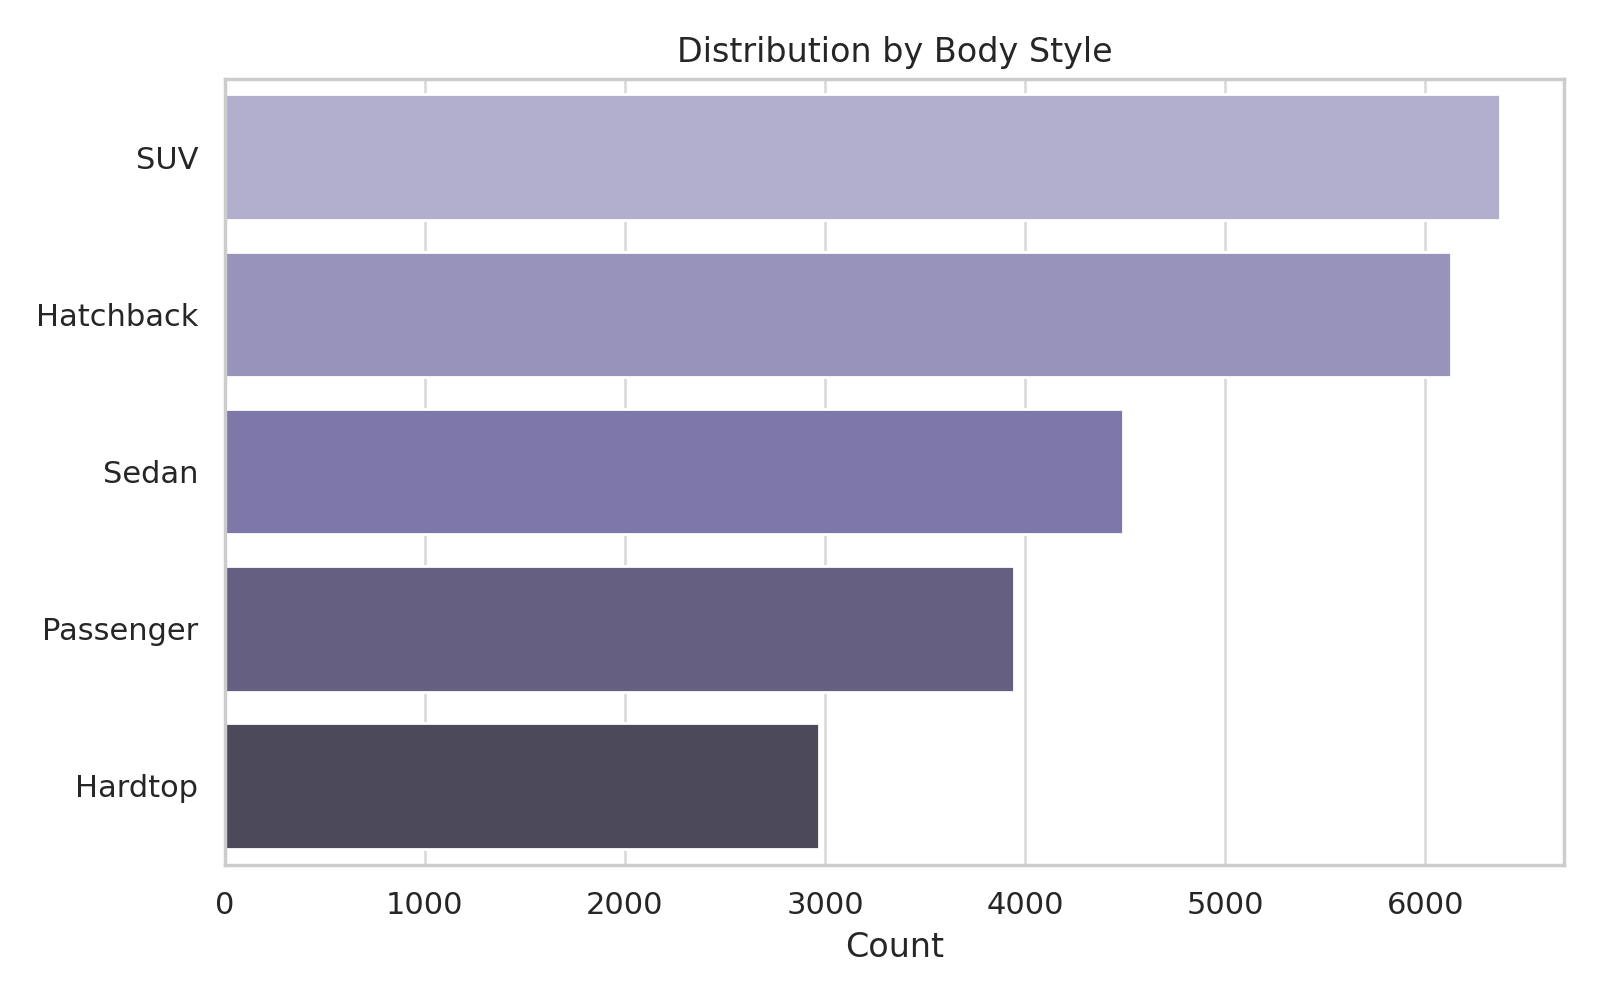 Distribution by Body Style
SUV
Hatchback
Sedan
Passenger
Hardtop
0 1000 2000 3000 4000 5000 6000
Count